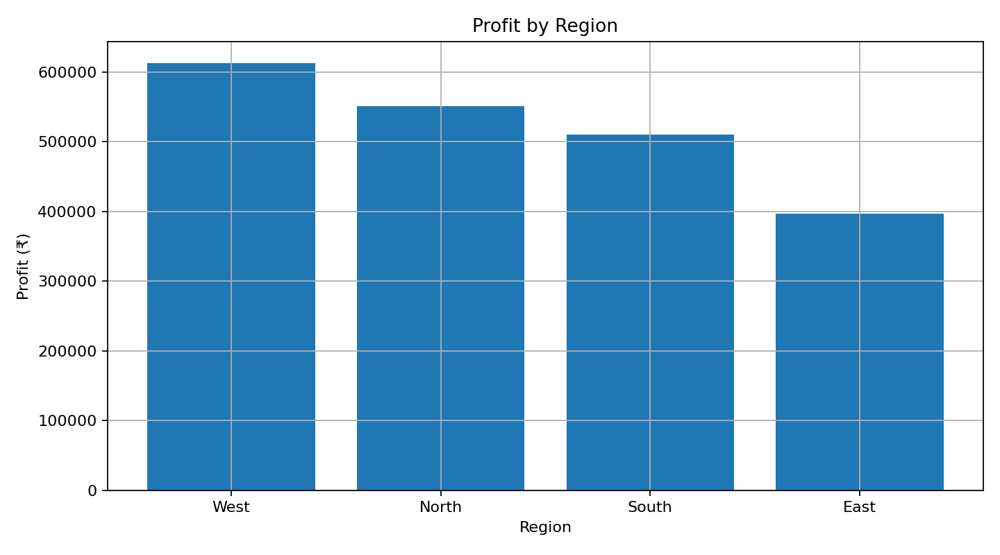 Profit by Region
Profit (₹)
600000
500000
400000
300000
200000
100000
0
West North South East
Region